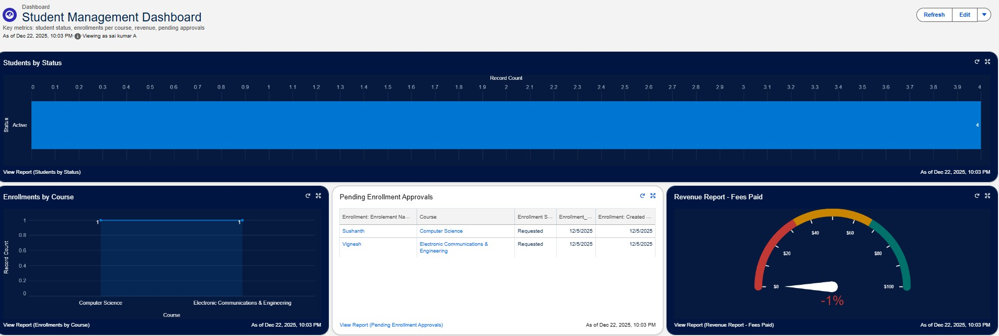 Dashboard
Student Management Dashboard
Refresh Edit
Key metrics: student status, enrollments per course, revenue, pending approvals
As of Dec 22, 2025, 10:03 PM·Viewing as sai kumar A
Students by Status
Record Count
0 0.1 0.2 0.3 0.4 0.5 0.6 0.7 0.8 0.9 1 1.1 1.2 1.3 1.4 1.5 1.6 1.7 1.8 1.9 2 2.1 2.2 2.3 2.4 2.5 2.6 2.7 2.8 2.9 3 3.1 3.2 3.3 3.4 3.5 3.6 3.7 3.8 3.9 4
Status
Active 4
View Report (Students by Status) As of Dec 22, 2025, 10:03 PM
Enrollments by Course
Record Count
1
0.8
0.6
0.4
0.2
0
1 1
Computer Science Electronic Communications & Engineering
Course
View Report (Enrollments by Course) As of Dec 22, 2025, 10:03 PM
Pending Enrollment Approvals
Enrollment: Enrolement Na... Course Enrollment S... Enrollment_... Enrollment: Created ...
Sushanth Computer Science Requested 12/5/2025 12/5/2025
Vignesh Electronic Communications & Requested 12/5/2025 12/5/2025
Engineering
View Report (Pending Enrollment Approvals) As of Dec 22, 2025, 10:03 PM
Revenue Report - Fees Paid
$0 $20 $40 $60 $80 $100
-1%
View Report (Revenue Report - Fees Paid) As of Dec 22, 2025, 10:03 PM